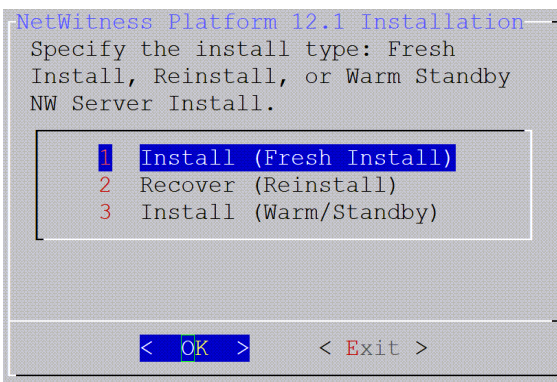 NetWitness Platform 12.1 Installation
Specify the install type: Fresh
Install, Reinstall, or Warm Standby
NW Server Install.
1 Install (Fresh Install)
2 Recover (Reinstall)
3 Install (Warm/Standby)
< OK > < Exit >